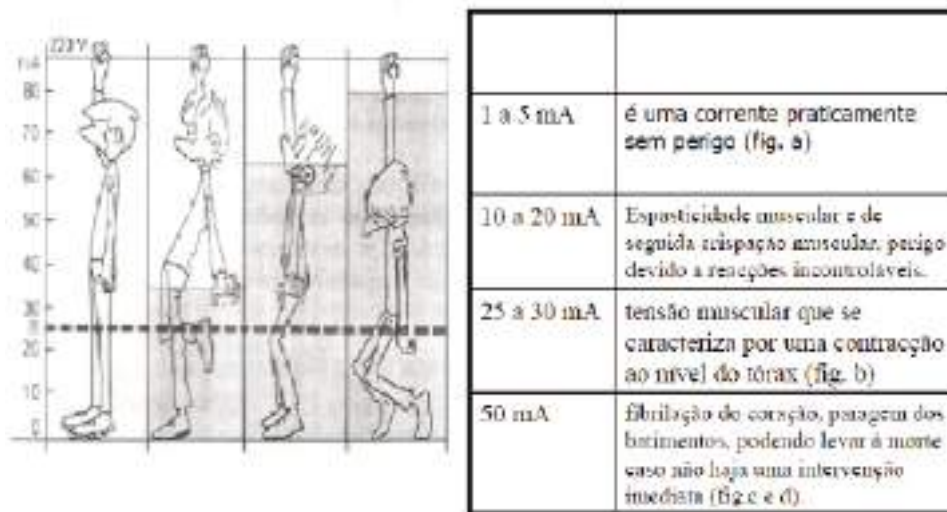 220 V
mA
80
70
60
50
40
30
20
10
0
1 a 5 mA
é uma corrente praticamente
sem perigo (fig. a)
10 a 20 mA
Espasticidade muscular e de
seguida crispação muscular, perigo
devido a reacções incontroláveis.
25 a 30 mA
tensão muscular que se
caracteriza por uma contracção
ao nível do tórax (fig. b)
50 mA
fibrilação do coração, paragem dos
batimentos, podendo levar á morte
caso não haja uma intervenção
imediata (fig.c e d)